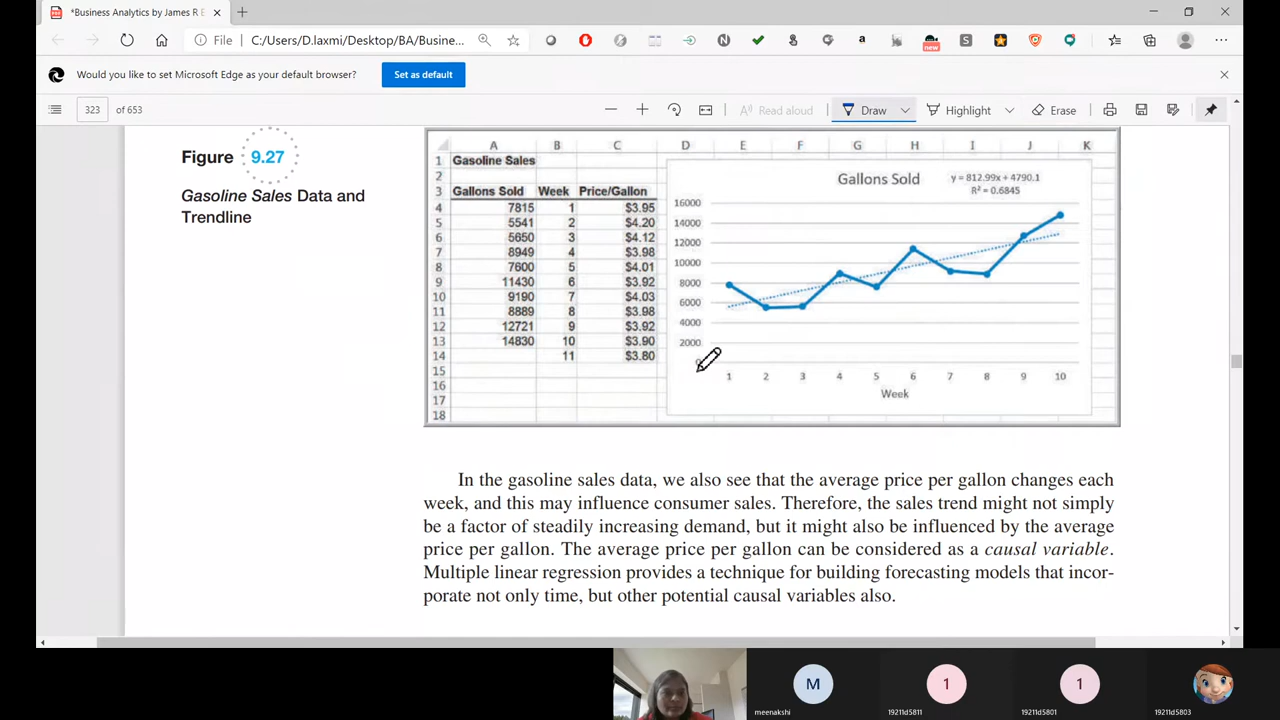 *Business Analytics by James R E
File
C:/Users/D.laxmi/Desktop/BA/Busine...
new
Would you like to set Microsoft Edge as your default browser?
Set as default
323 of 653
Read aloud
Draw
Highlight
Erase
Figure 9.27
Gasoline Sales Data and
Trendline
A B C D E F G H I J K
1 Gasoline Sales
2
3 Gallons Sold Week Price/Gallon
4 7815 1 $3.95
5 5541 2 $4.20
6 5650 3 $4.12
7 8949 4 $3.98
8 7600 5 $4.01
9 11430 6 $3.92
10 9190 7 $4.03
11 8889 8 $3.98
12 12721 9 $3.92
13 14830 10 $3.90
14 11 $3.80
15
16
17
18
Gallons Sold
y = 812.99x + 4790.1
R² = 0.6845
16000
14000
12000
10000
8000
6000
4000
2000
1 2 3 4 5 6 7 8 9 10
Week
In the gasoline sales data, we also see that the average price per gallon changes each
week, and this may influence consumer sales. Therefore, the sales trend might not simply
be a factor of steadily increasing demand, but it might also be influenced by the average
price per gallon. The average price per gallon can be considered as a causal variable.
Multiple linear regression provides a technique for building forecasting models that incor-
porate not only time, but other potential causal variables also.
M
1
1
meenakshi
19211d5811
19211d5801
19211d5803